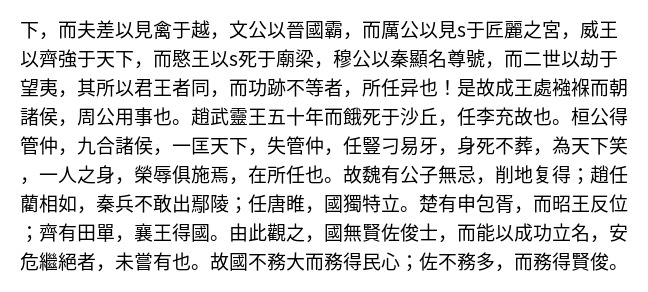 下，而夫差以見禽于越，文公以晉國霸，而厲公以見s于匠麗之宮，威王
以齊強于天下，而愍王以s死于廟梁，穆公以秦顯名尊號，而二世以劫于
望夷，其所以君王者同，而功跡不等者，所任异也！是故成王處襁褓而朝
諸侯，周公用事也。趙武靈王五十年而餓死于沙丘，任李充故也。桓公得
管仲，九合諸侯，一匡天下，失管仲，任豎刁易牙，身死不葬，為天下笑
，一人之身，榮辱俱施焉，在所任也。故魏有公子無忌，削地复得；趙任
藺相如，秦兵不敢出鄢陵；任唐睢，國獨特立。楚有申包胥，而昭王反位
；齊有田單，襄王得國。由此觀之，國無賢佐俊士，而能以成功立名，安
危繼絕者，未嘗有也。故國不務大而務得民心；佐不務多，而務得賢俊。